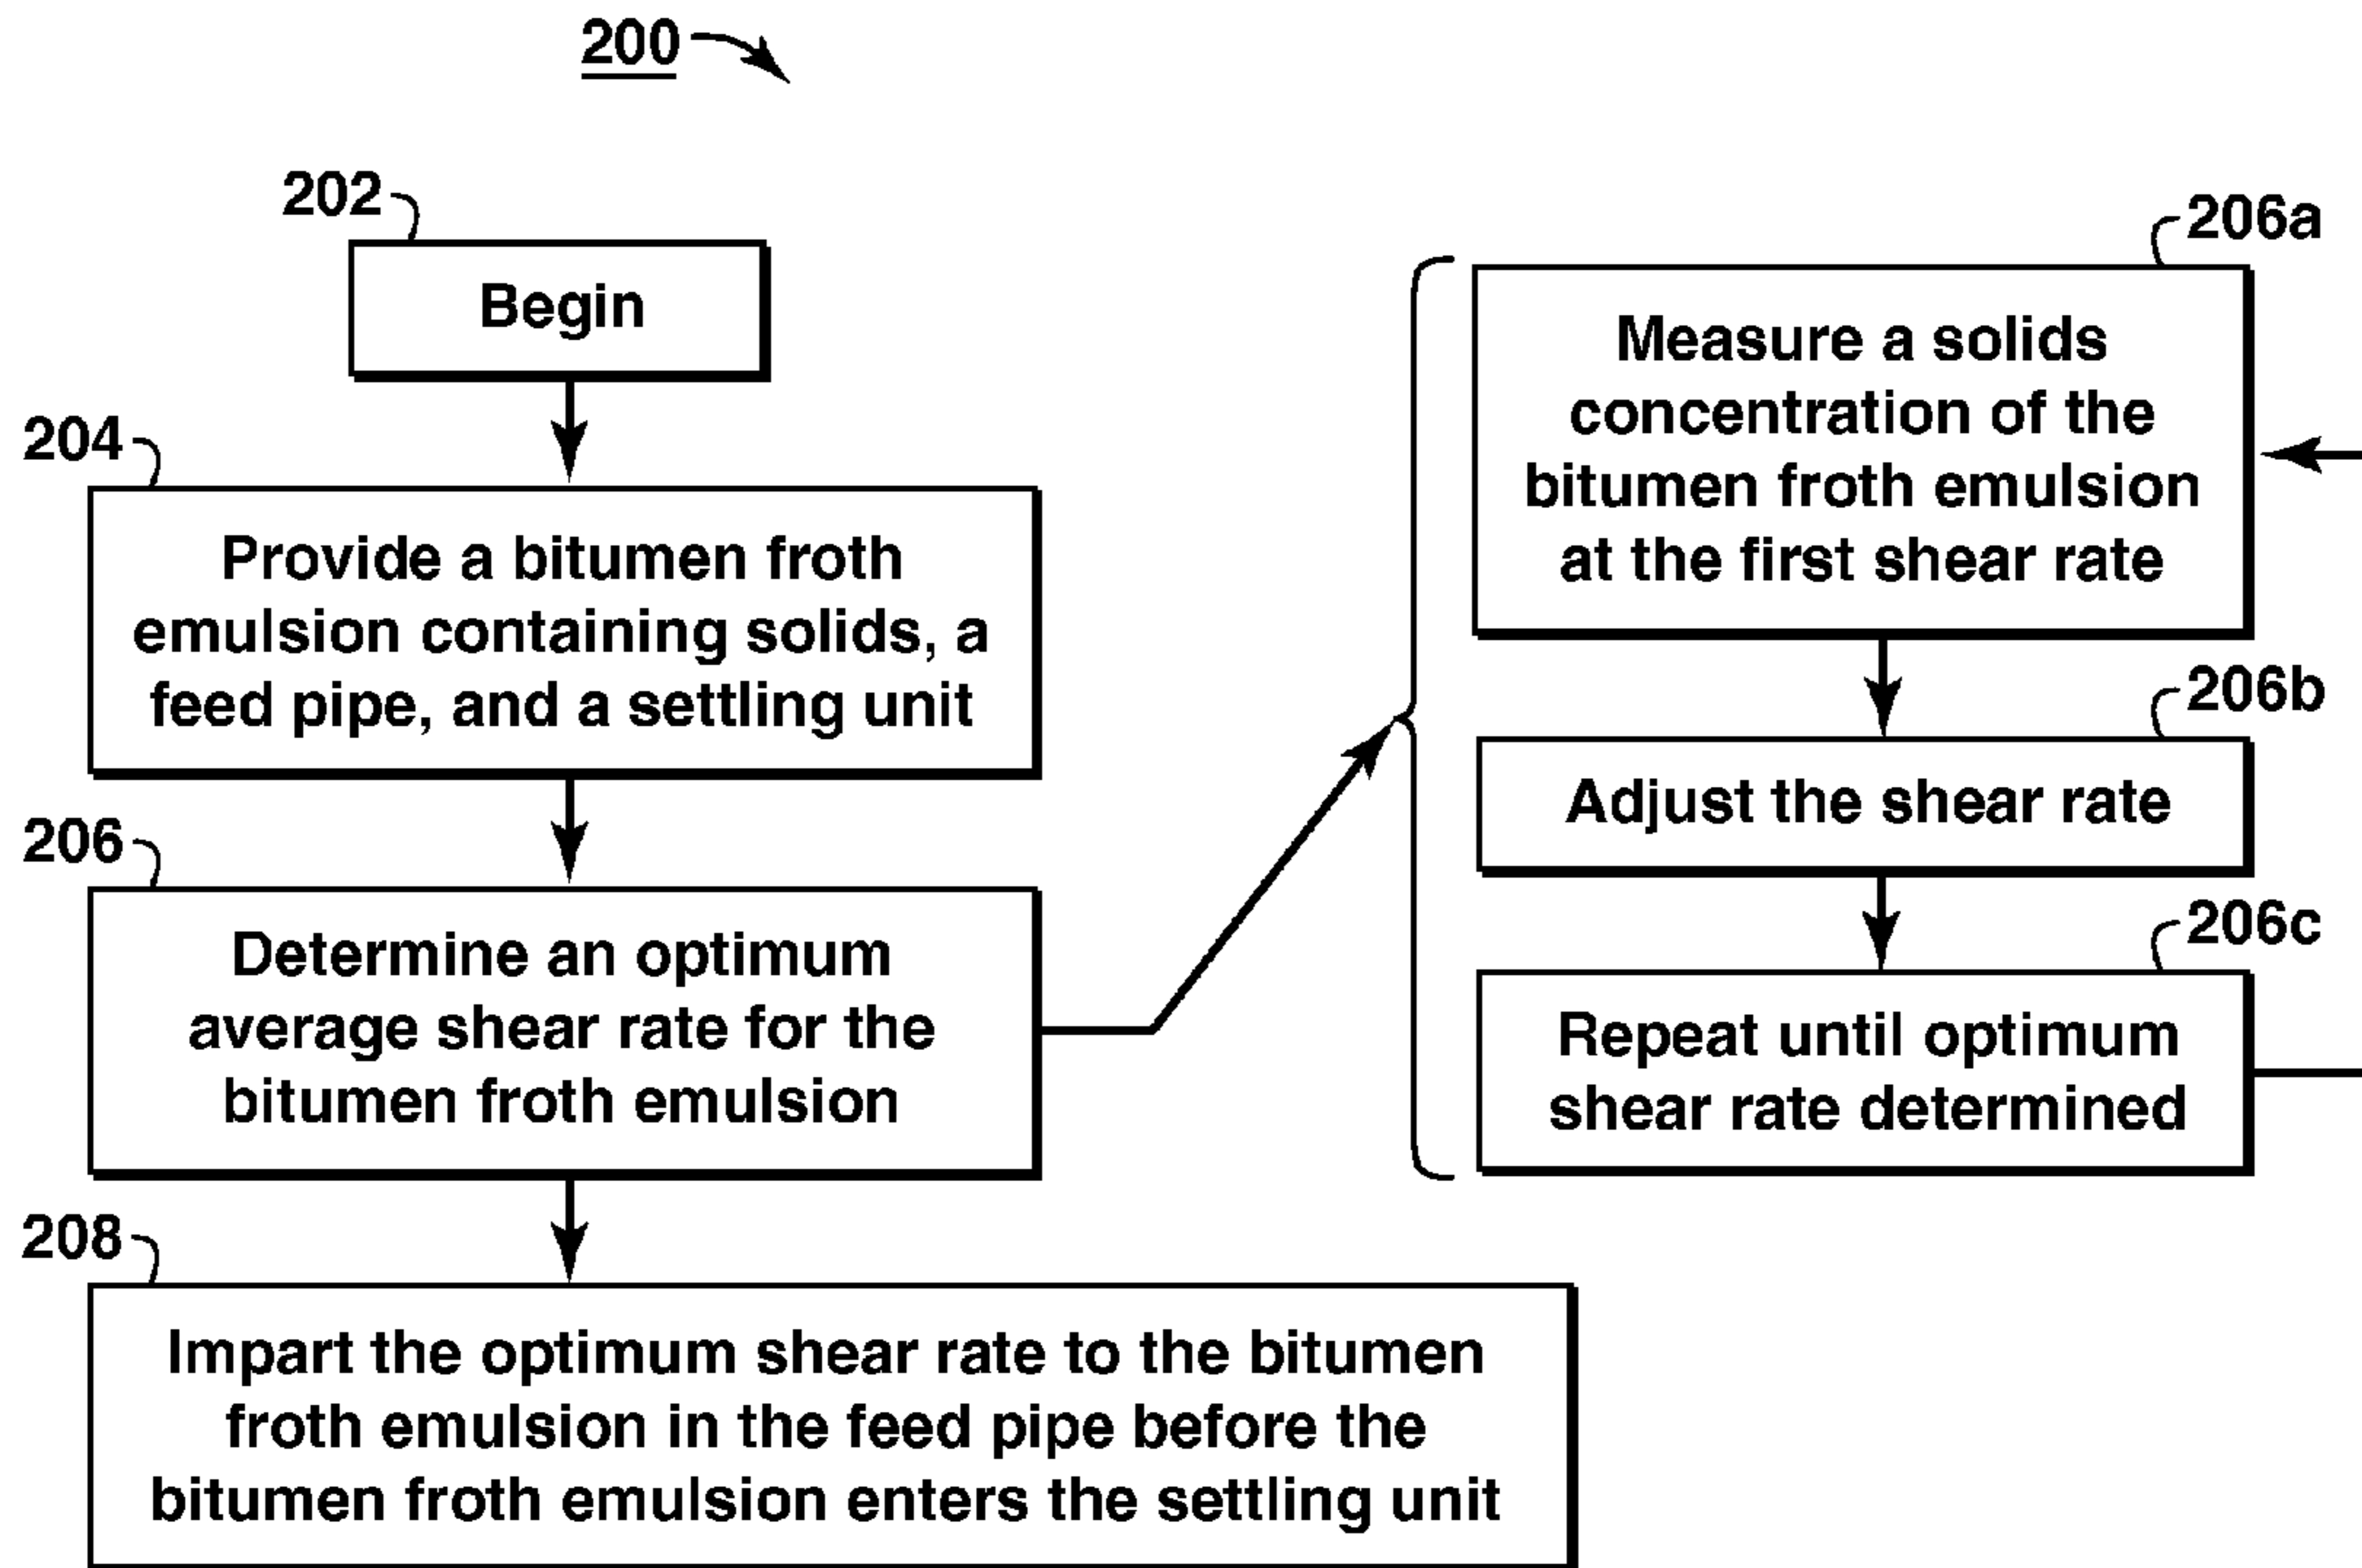 200
202
Begin
204
Provide a bitumen froth
emulsion containing solids, a
feed pipe, and a settling unit
206
Determine an optimum
average shear rate for the
bitumen froth emulsion
208
Impart the optimum shear rate to the bitumen
froth emulsion in the feed pipe before the
bitumen froth emulsion enters the settling unit
206a
Measure a solids
concentration of the
bitumen froth emulsion
at the first shear rate
206b
Adjust the shear rate
206c
Repeat until optimum
shear rate determined